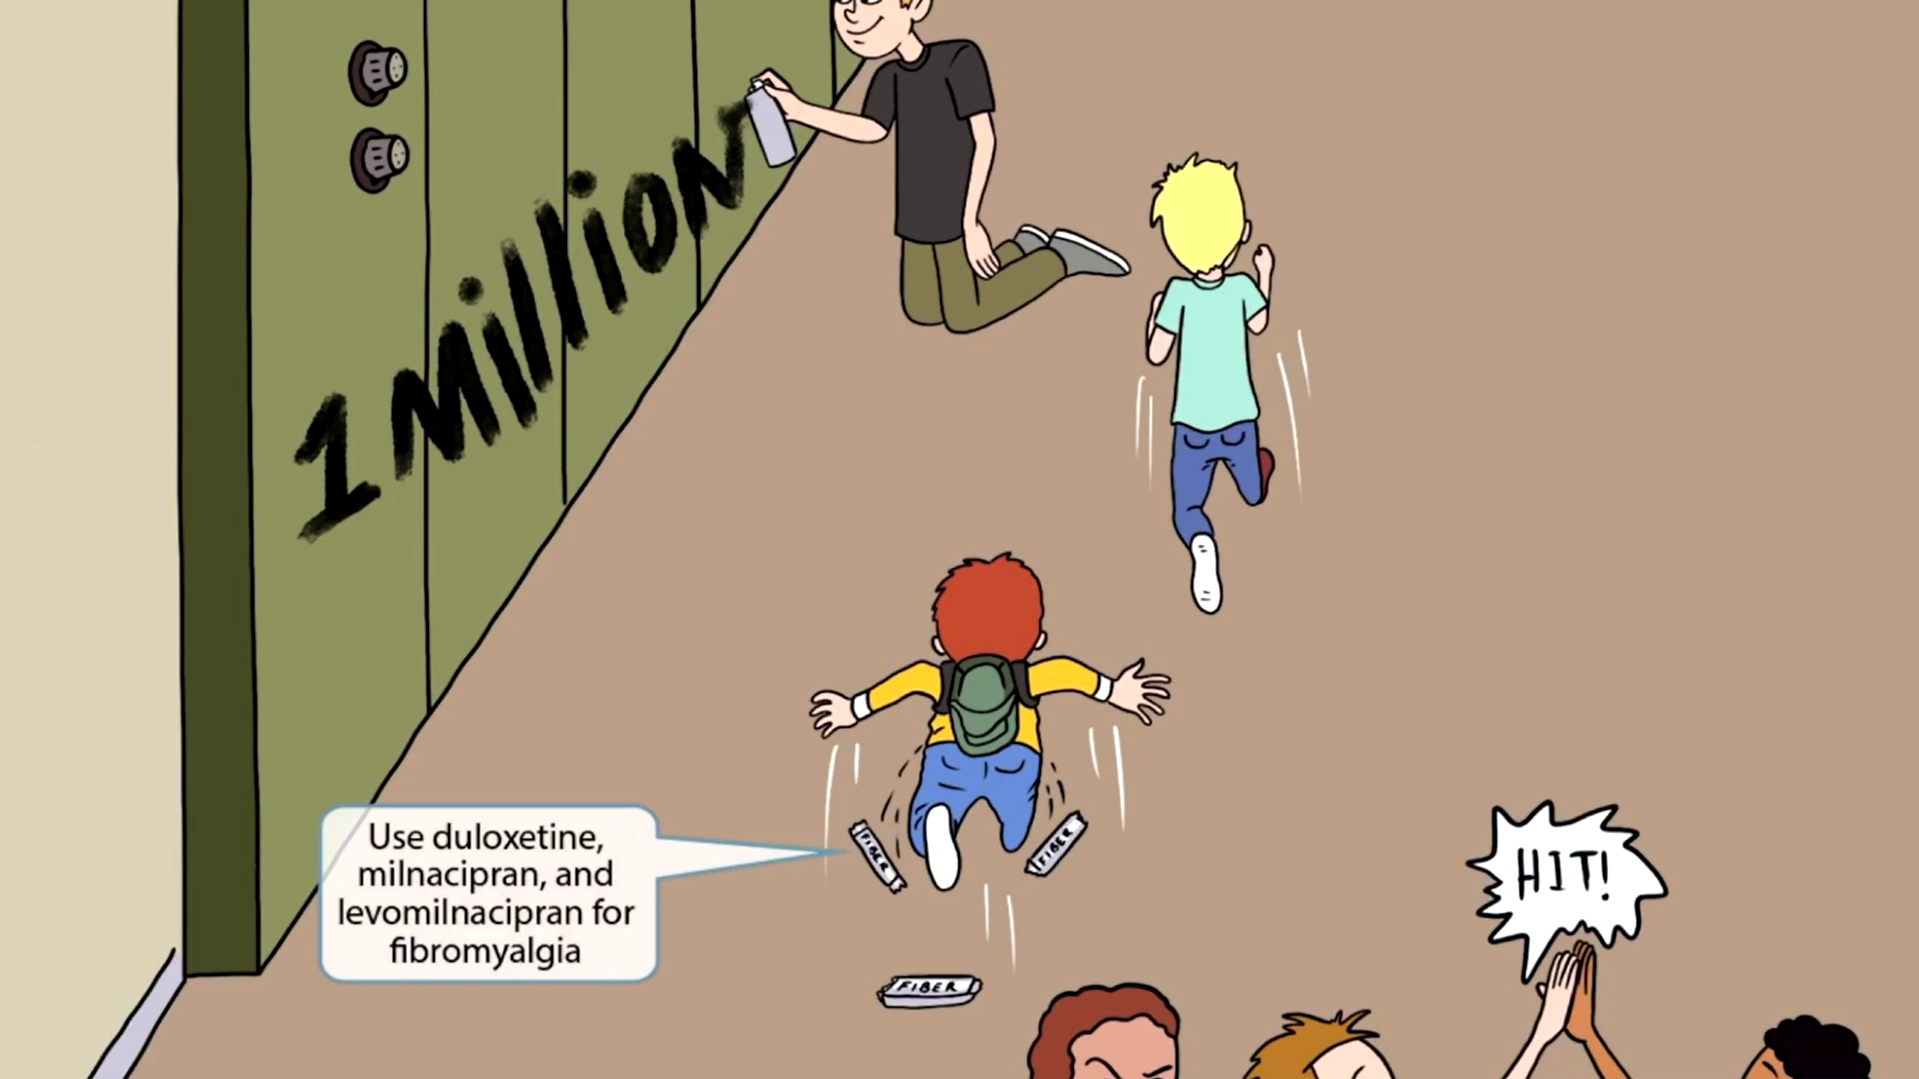 1 Million
Use duloxetine,
milnacipran, and
levomilnacipran for
fibromyalgia
FIBER
FIBER
FIBER
HIT!